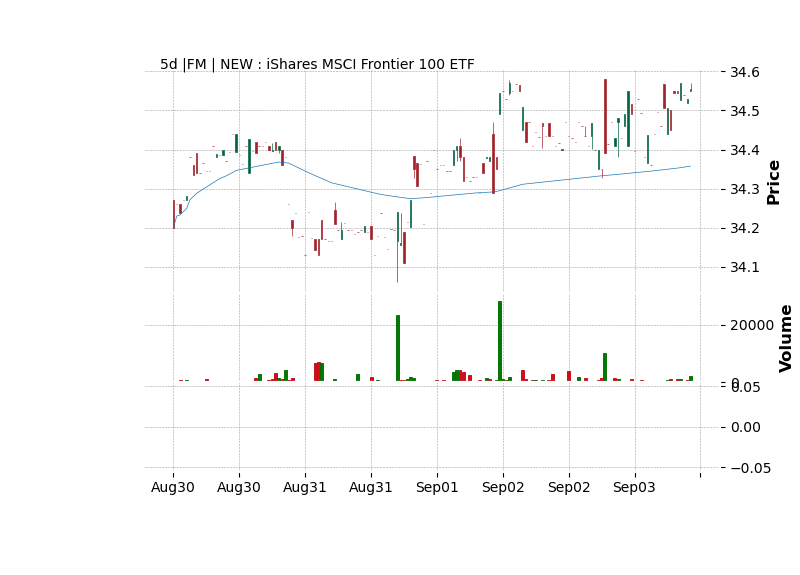 5d |FM | NEW : iShares MSCI Frontier 100 ETF
34.6
34.5
34.4
34.3
34.2
34.1
Price
20000
0
Volume
0.05
0.00
−0.05
Aug30 Aug30 Aug31 Aug31 Sep01 Sep02 Sep02 Sep03